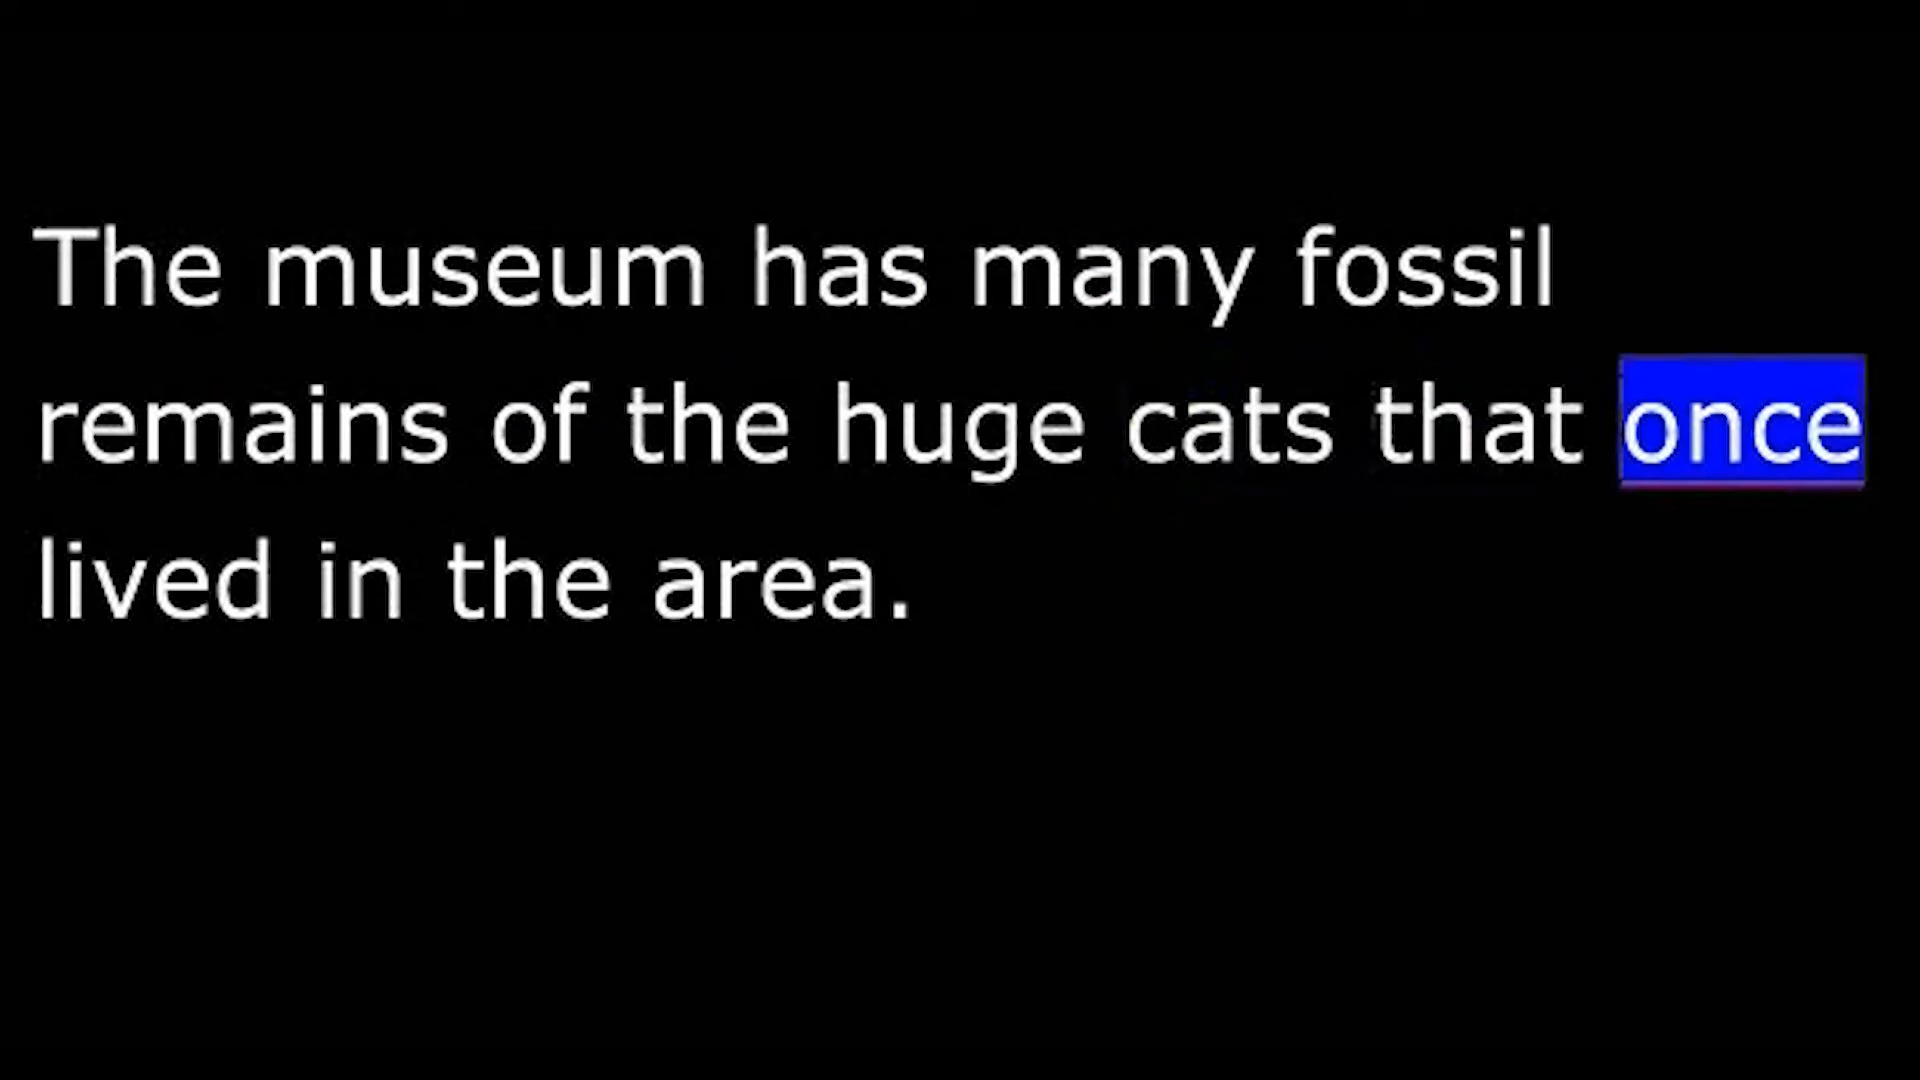 The museum has many fossil
remains of the huge cats that once
lived in the area.